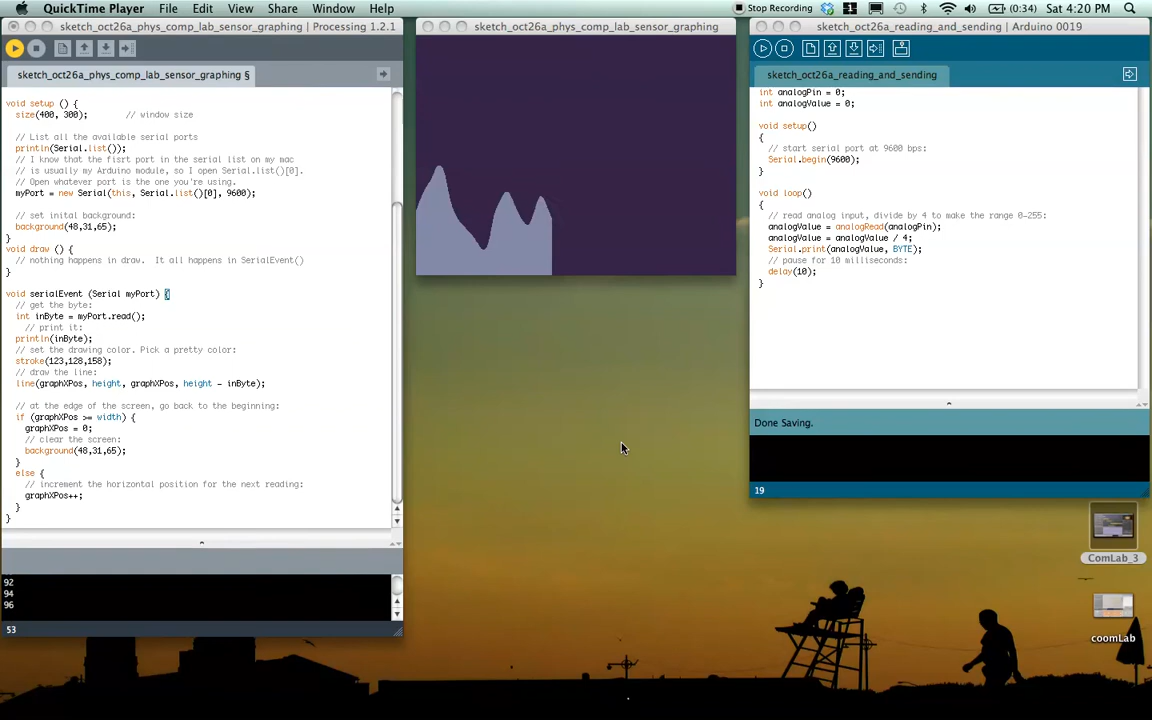 QuickTime Player File Edit View Share Window Help
Stop Recording (0:34) Sat 4:20 PM
sketch_oct26a_phys_comp_lab_sensor_graphing | Processing 1.2.1
sketch_oct26a_phys_comp_lab_sensor_graphing §
void setup () {
size(400, 300); // window size
// List all the available serial ports
println(Serial.list());
// I know that the fisrt port in the serial list on my mac
// is usually my Arduino module, so I open Serial.list()[0].
// Open whatever port is the one you're using.
myPort = new Serial(this, Serial.list()[0], 9600);
// set inital background:
background(48,31,65);
}
void draw () {
// nothing happens in draw. It all happens in SerialEvent()
}
void serialEvent (Serial myPort) {
// get the byte:
int inByte = myPort.read();
// print it:
println(inByte);
// set the drawing color. Pick a pretty color:
stroke(123,128,158);
// draw the line:
line(graphXPos, height, graphXPos, height - inByte);
// at the edge of the screen, go back to the beginning:
if (graphXPos >= width) {
graphXPos = 0;
// clear the screen:
background(48,31,65);
}
else {
// increment the horizontal position for the next reading:
graphXPos++;
}
}
92
94
96
53
sketch_oct26a_phys_comp_lab_sensor_graphing
sketch_oct26a_reading_and_sending | Arduino 0019
sketch_oct26a_reading_and_sending
int analogPin = 0;
int analogValue = 0;
void setup()
{
// start serial port at 9600 bps:
Serial.begin(9600);
}
void loop()
{
// read analog input, divide by 4 to make the range 0-255:
analogValue = analogRead(analogPin);
analogValue = analogValue / 4;
Serial.print(analogValue, BYTE);
// pause for 10 milliseconds:
delay(10);
}
Done Saving.
19
ComLab_3
coomLab